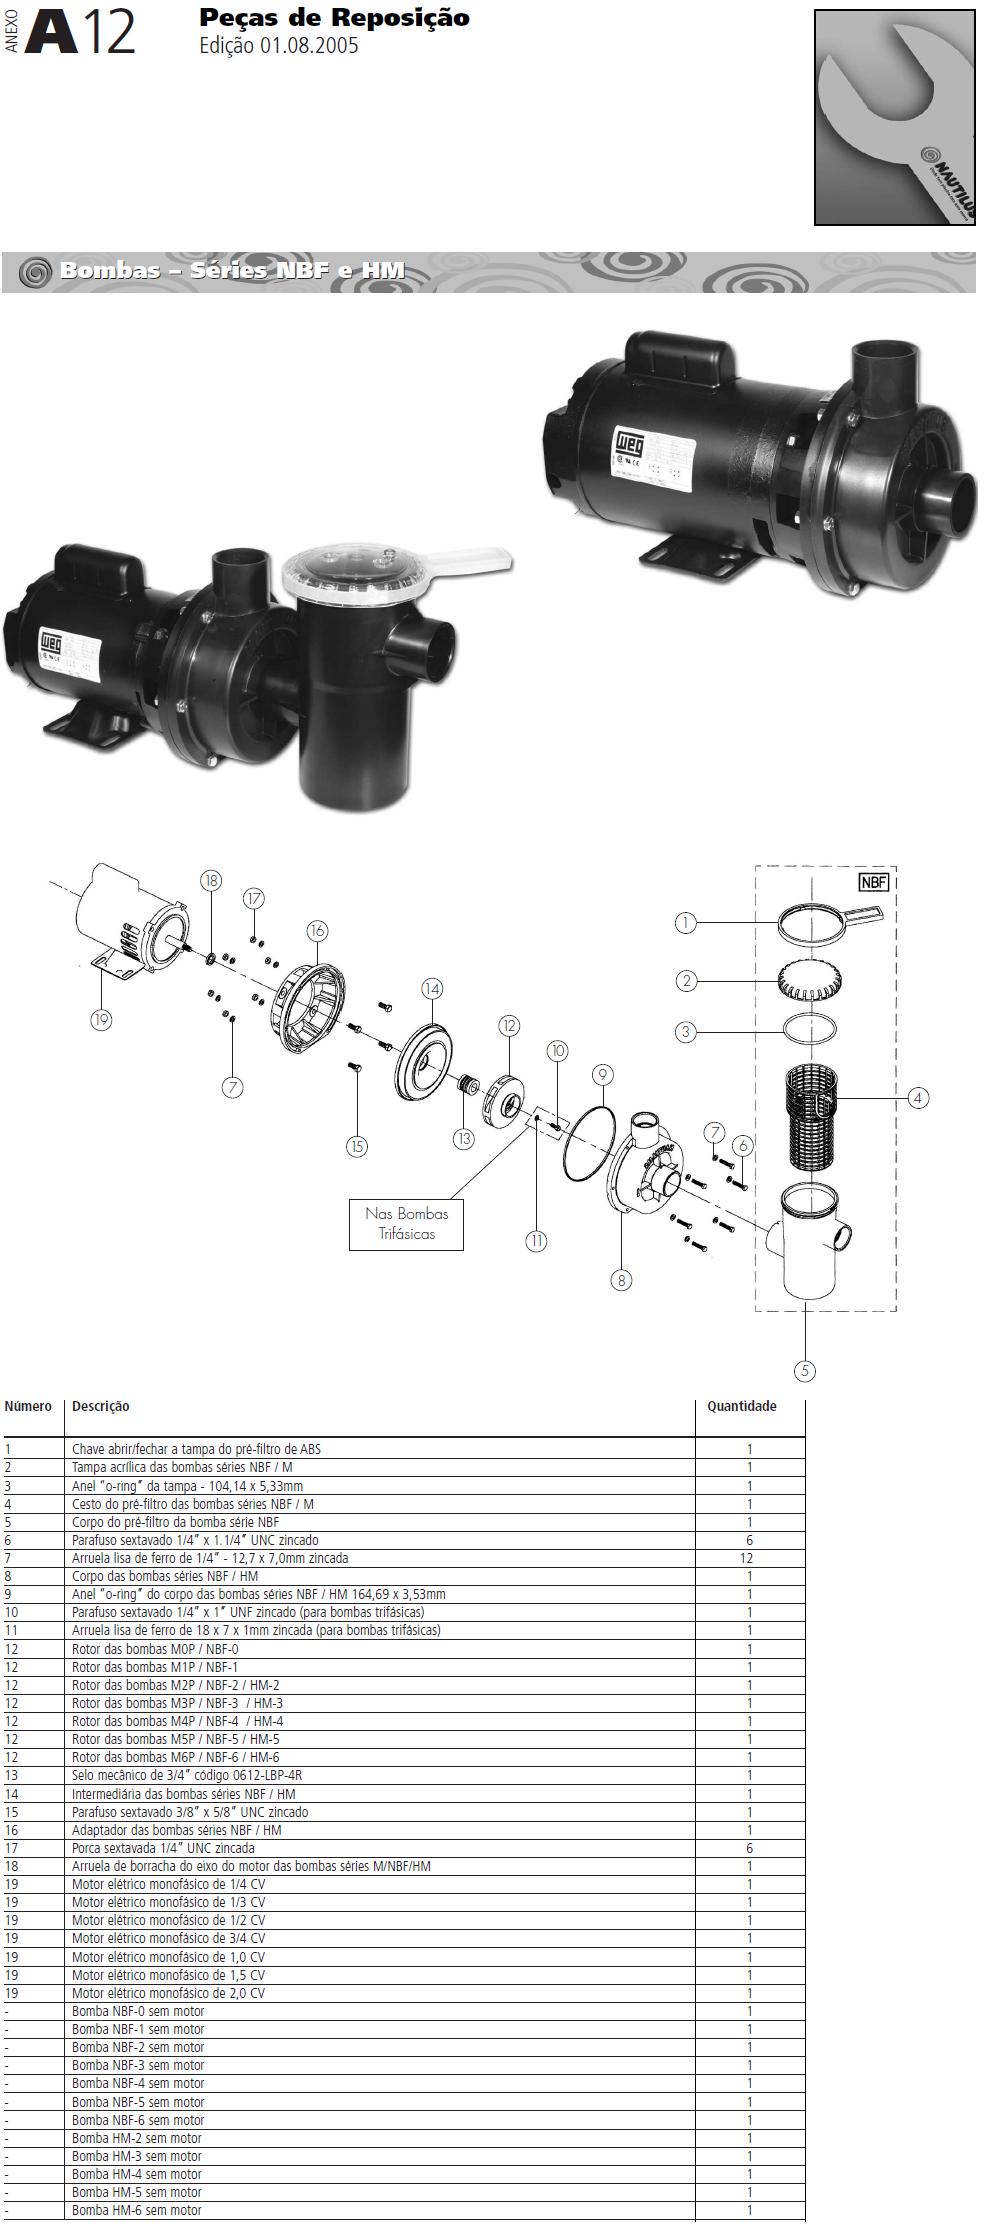 ANEXO
A12
Peças de Reposição
Edição 01.08.2005
NAUTILUS
Bombas – Séries NBF e HM
WEG
WEG
NBF
1
2
3
4
5
6
7
8
9
10
11
12
13
14
15
16
17
18
19
7
Nas Bombas
Trifásicas
Número Descrição Quantidade
1 Chave abrir/fechar a tampa do pré-filtro de ABS 1
2 Tampa acrílica das bombas séries NBF / M 1
3 Anel “o-ring” da tampa - 104,14 x 5,33mm 1
4 Cesto do pré-filtro das bombas séries NBF / M 1
5 Corpo do pré-filtro da bomba série NBF 1
6 Parafuso sextavado 1/4” x 1.1/4” UNC zincado 6
7 Arruela lisa de ferro de 1/4” - 12,7 x 7,0mm zincada 12
8 Corpo das bombas séries NBF / HM 1
9 Anel “o-ring” do corpo das bombas séries NBF / HM 164,69 x 3,53mm 1
10 Parafuso sextavado 1/4” x 1” UNF zincado (para bombas trifásicas) 1
11 Arruela lisa de ferro de 18 x 7 x 1mm zincada (para bombas trifásicas) 1
12 Rotor das bombas M0P / NBF-0 1
12 Rotor das bombas M1P / NBF-1 1
12 Rotor das bombas M2P / NBF-2 / HM-2 1
12 Rotor das bombas M3P / NBF-3 / HM-3 1
12 Rotor das bombas M4P / NBF-4 / HM-4 1
12 Rotor das bombas M5P / NBF-5 / HM-5 1
12 Rotor das bombas M6P / NBF-6 / HM-6 1
13 Selo mecânico de 3/4” código 0612-LBP-4R 1
14 Intermediária das bombas séries NBF / HM 1
15 Parafuso sextavado 3/8” x 5/8” UNC zincado 1
16 Adaptador das bombas séries NBF / HM 1
17 Porca sextavada 1/4” UNC zincada 6
18 Arruela de borracha do eixo do motor das bombas séries M/NBF/HM 1
19 Motor elétrico monofásico de 1/4 CV 1
19 Motor elétrico monofásico de 1/3 CV 1
19 Motor elétrico monofásico de 1/2 CV 1
19 Motor elétrico monofásico de 3/4 CV 1
19 Motor elétrico monofásico de 1,0 CV 1
19 Motor elétrico monofásico de 1,5 CV 1
19 Motor elétrico monofásico de 2,0 CV 1
- Bomba NBF-0 sem motor 1
- Bomba NBF-1 sem motor 1
- Bomba NBF-2 sem motor 1
- Bomba NBF-3 sem motor 1
- Bomba NBF-4 sem motor 1
- Bomba NBF-5 sem motor 1
- Bomba NBF-6 sem motor 1
- Bomba HM-2 sem motor 1
- Bomba HM-3 sem motor 1
- Bomba HM-4 sem motor 1
- Bomba HM-5 sem motor 1
- Bomba HM-6 sem motor 1